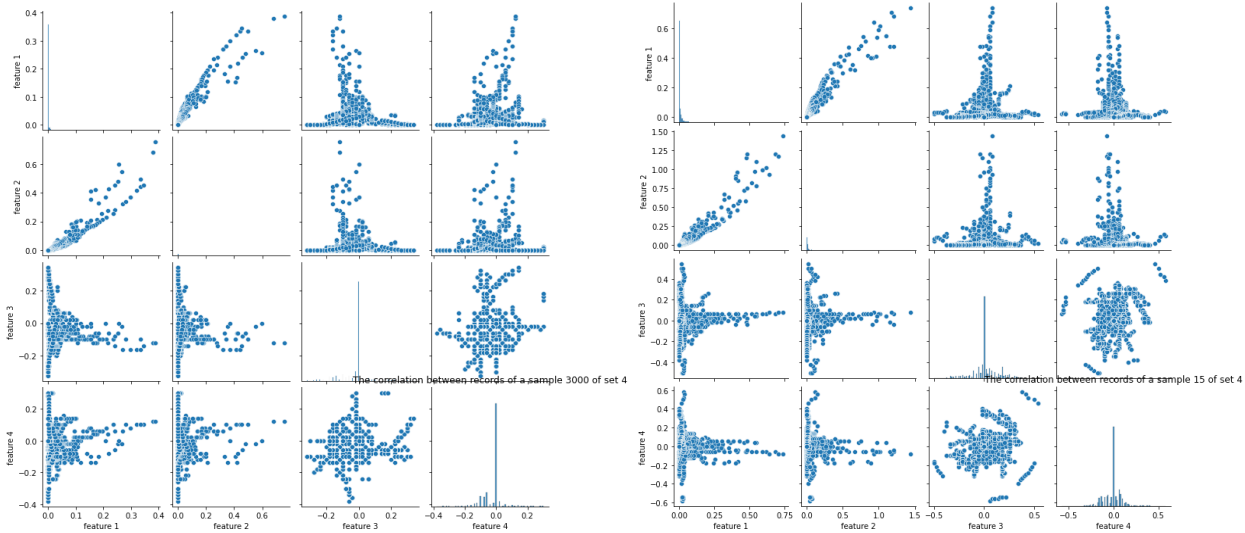 0.4
0.3
0.2
0.1
0.0
feature 1
0.6
0.4
0.2
0.0
feature 2
0.2
0.0
−0.2
feature 3
The correlation between records of a sample 3000 of set 4
0.2
0.0
−0.2
−0.4
feature 4
0.0 0.1 0.2 0.3 0.4
feature 1
0.0 0.2 0.4 0.6
feature 2
−0.2 0.0 0.2
feature 3
−0.4 −0.2 0.0 0.2
feature 4
0.6
0.4
0.2
0.0
feature 1
1.50
1.25
1.00
0.75
0.50
0.25
0.00
feature 2
0.4
0.2
0.0
−0.2
−0.4
feature 3
The correlation between records of a sample 15 of set 4
0.6
0.4
0.2
0.0
−0.2
−0.4
−0.6
feature 4
0.00 0.25 0.50 0.75
feature 1
0.0 0.5 1.0 1.5
feature 2
−0.5 0.0 0.5
feature 3
−0.5 0.0 0.5
feature 4